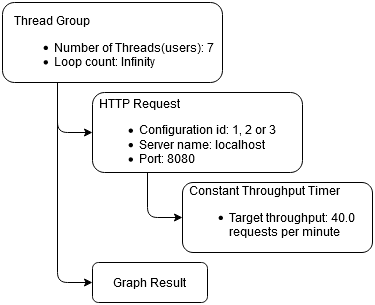 Thread Group
• Number of Threads(users): 7
• Loop count: Infinity
HTTP Request
• Configuration id: 1, 2 or 3
• Server name: localhost
• Port: 8080
Constant Throughput Timer
• Target throughput: 40.0
requests per minute
Graph Result